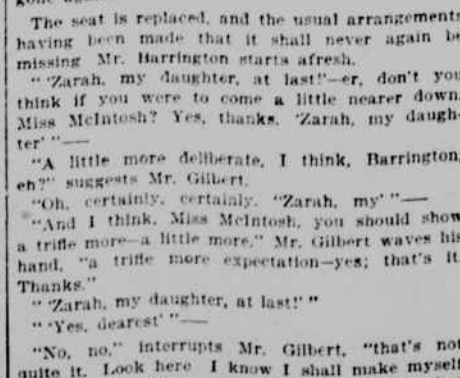 The seat is replaced, and the usual arrangements
having been made that it shall never again be
missing Mr. Barrington starts afresh.
" 'Zarah, my daughter, at last!'—er, don't you
think if you were to come a little nearer down,
Miss McIntosh? Yes, thanks. 'Zarah, my daugh-
ter' "—
"A little more deliberate, I think, Barrington,
eh?" suggests Mr. Gilbert.
"Oh, certainly, certainly. "Zarah, my' "—
"And I think, Miss McIntosh, you should show
a trifle more—a little more," Mr. Gilbert waves his
hand, "a trifle more expectation—yes; that's it.
Thanks."
" 'Zarah, my daughter, at last!' "
" 'Yes, dearest' "—
"No, no," interrupts Mr. Gilbert, "that's not
quite it. Look here I know I shall make myself